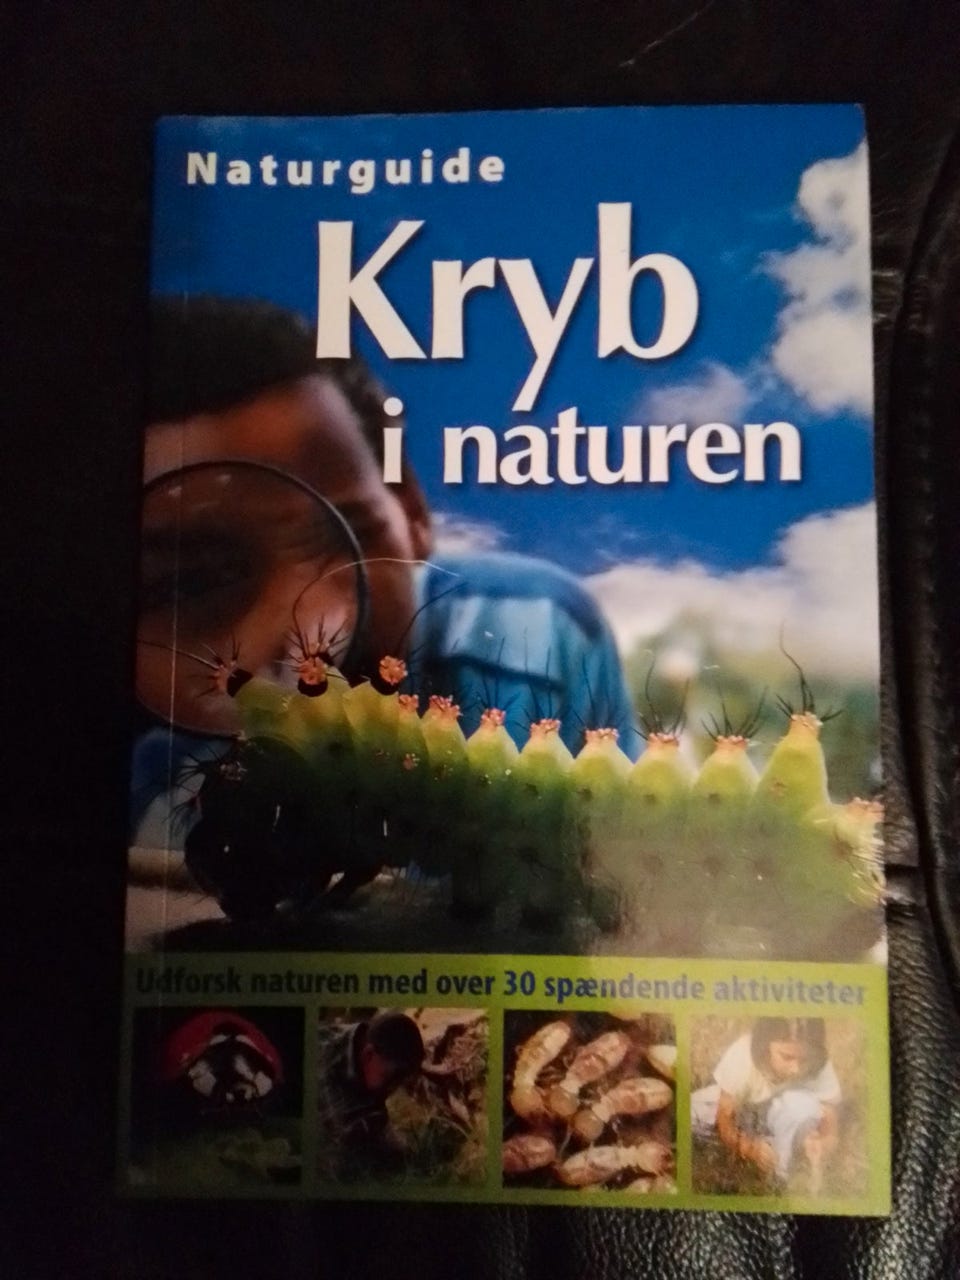 Naturguide
Kryb
i naturen
Udforsk naturen med over 30 spændende aktiviteter